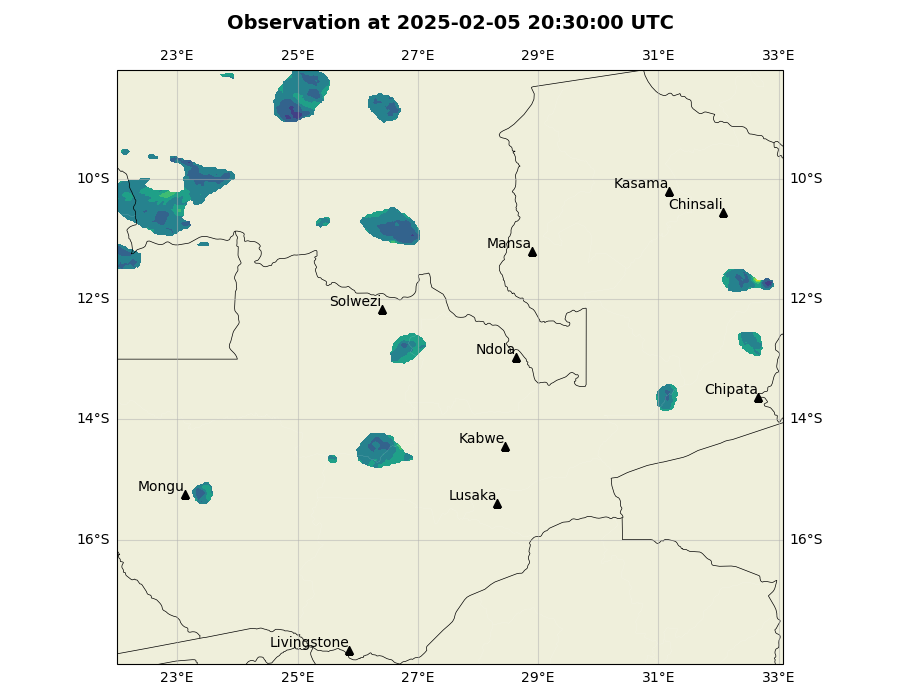 Observation at 2025-02-05 20:30:00 UTC
23°E 25°E 27°E 29°E 31°E 33°E
10°S 10°S
Kasama
Chinsali
Mansa
12°S 12°S
Solwezi
Ndola
Chipata
14°S 14°S
Kabwe
Mongu
Lusaka
16°S 16°S
Livingstone
23°E 25°E 27°E 29°E 31°E 33°E